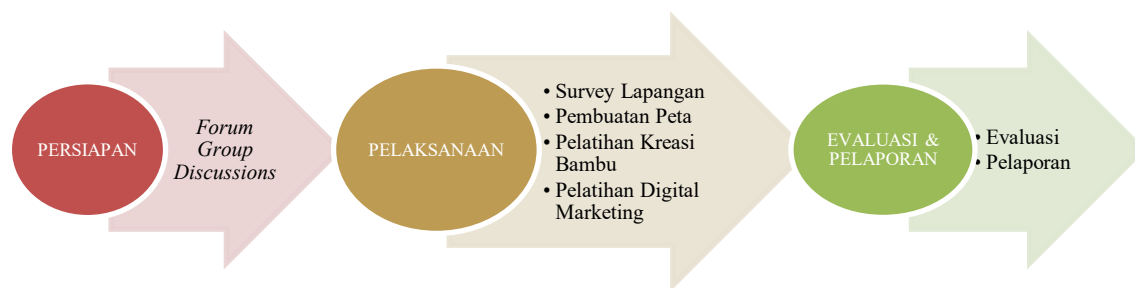 PERSIAPAN
Forum
Group
Discussions
PELAKSANAAN
• Survey Lapangan
• Pembuatan Peta
• Pelatihan Kreasi
Bambu
• Pelatihan Digital
Marketing
EVALUASI &
PELAPORAN
• Evaluasi
• Pelaporan